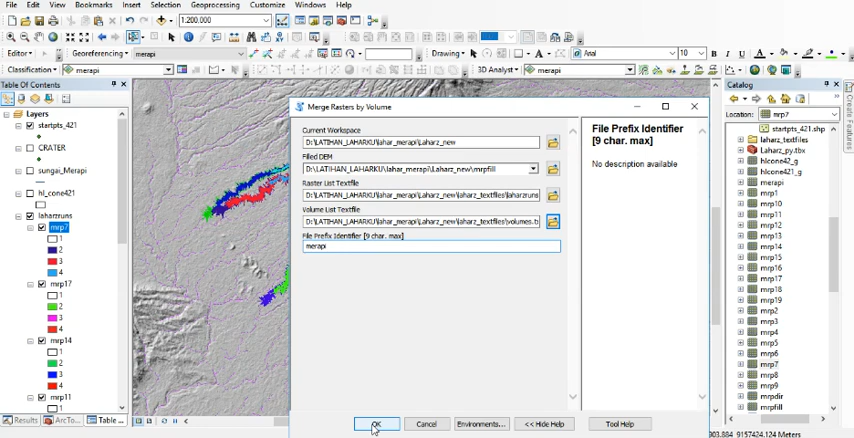 File Edit View Bookmarks Insert Selection Geoprocessing Customize Windows Help
1:200.000
Editor Georeferencing merapi Drawing A Arial 10 B I U A
Classification merapi 3D Analyst merapi
Table Of Contents
Layers
startpts_421
CRATER
sungai_Merapi
hl_cone421
laharzruns
mrp7
1
2
3
4
mrp17
1
2
3
4
mrp14
1
2
3
4
mrp11
1
Results ArcTo... Table ...
Merge Rasters by Volume
Current Workspace
D:\LATIHAN_LAHARKU\lahar_merapi\Laharz_new
Filled DEM
D:\LATIHAN_LAHARKU\lahar_merapi\Laharz_new\mrpfill
Raster List Textfile
D:\LATIHAN_LAHARKU\lahar_merapi\Laharz_new\laharz_textfiles\laharzruns
Volume List Textfile
D:\LATIHAN_LAHARKU\lahar_merapi\Laharz_new\laharz_textfiles\volumes.tx
File Prefix Identifier [9 char. max]
merapi
OK Cancel Environments... << Hide Help Tool Help
File Prefix Identifier
[9 char. max]
No description available
Catalog
Location: mrp7
startpts_421.shp
laharz_textfiles
Laharz_py.tbx
hlcone42_g
hlcone421_g
merapi
mrp1
mrp10
mrp11
mrp12
mrp13
mrp14
mrp15
mrp16
mrp17
mrp18
mrp19
mrp2
mrp3
mrp4
mrp5
mrp6
mrp7
mrp8
mrp9
mrpdir
mrpfill
Create Features
903.884 9157424.124 Meters